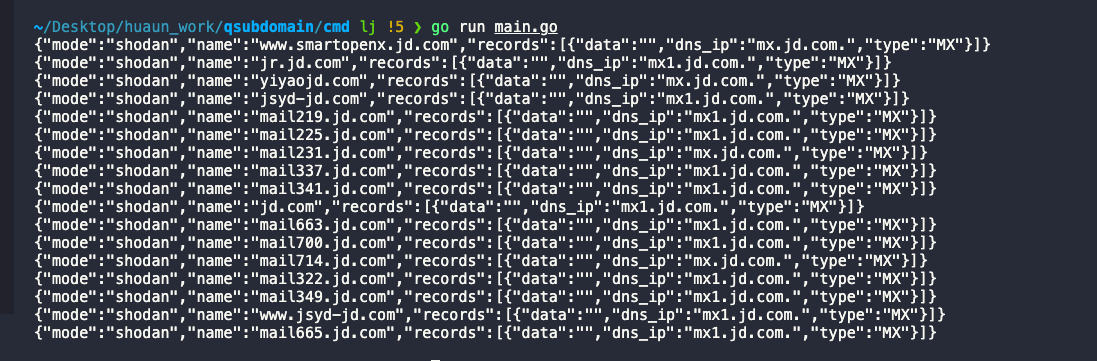 ~/Desktop/huaun_work/qsubdomain/cmd lj !5 ❯ go run main.go
{"mode":"shodan","name":"www.smartopenx.jd.com","records":[{"data":"","dns_ip":"mx.jd.com.","type":"MX"}]}
{"mode":"shodan","name":"jr.jd.com","records":[{"data":"","dns_ip":"mx1.jd.com.","type":"MX"}]}
{"mode":"shodan","name":"yiyaojd.com","records":[{"data":"","dns_ip":"mx.jd.com.","type":"MX"}]}
{"mode":"shodan","name":"jsyd-jd.com","records":[{"data":"","dns_ip":"mx1.jd.com.","type":"MX"}]}
{"mode":"shodan","name":"mail219.jd.com","records":[{"data":"","dns_ip":"mx1.jd.com.","type":"MX"}]}
{"mode":"shodan","name":"mail225.jd.com","records":[{"data":"","dns_ip":"mx1.jd.com.","type":"MX"}]}
{"mode":"shodan","name":"mail231.jd.com","records":[{"data":"","dns_ip":"mx.jd.com.","type":"MX"}]}
{"mode":"shodan","name":"mail337.jd.com","records":[{"data":"","dns_ip":"mx1.jd.com.","type":"MX"}]}
{"mode":"shodan","name":"mail341.jd.com","records":[{"data":"","dns_ip":"mx1.jd.com.","type":"MX"}]}
{"mode":"shodan","name":"jd.com","records":[{"data":"","dns_ip":"mx1.jd.com.","type":"MX"}]}
{"mode":"shodan","name":"mail663.jd.com","records":[{"data":"","dns_ip":"mx1.jd.com.","type":"MX"}]}
{"mode":"shodan","name":"mail700.jd.com","records":[{"data":"","dns_ip":"mx1.jd.com.","type":"MX"}]}
{"mode":"shodan","name":"mail714.jd.com","records":[{"data":"","dns_ip":"mx.jd.com.","type":"MX"}]}
{"mode":"shodan","name":"mail322.jd.com","records":[{"data":"","dns_ip":"mx1.jd.com.","type":"MX"}]}
{"mode":"shodan","name":"mail349.jd.com","records":[{"data":"","dns_ip":"mx1.jd.com.","type":"MX"}]}
{"mode":"shodan","name":"www.jsyd-jd.com","records":[{"data":"","dns_ip":"mx1.jd.com.","type":"MX"}]}
{"mode":"shodan","name":"mail665.jd.com","records":[{"data":"","dns_ip":"mx1.jd.com.","type":"MX"}]}